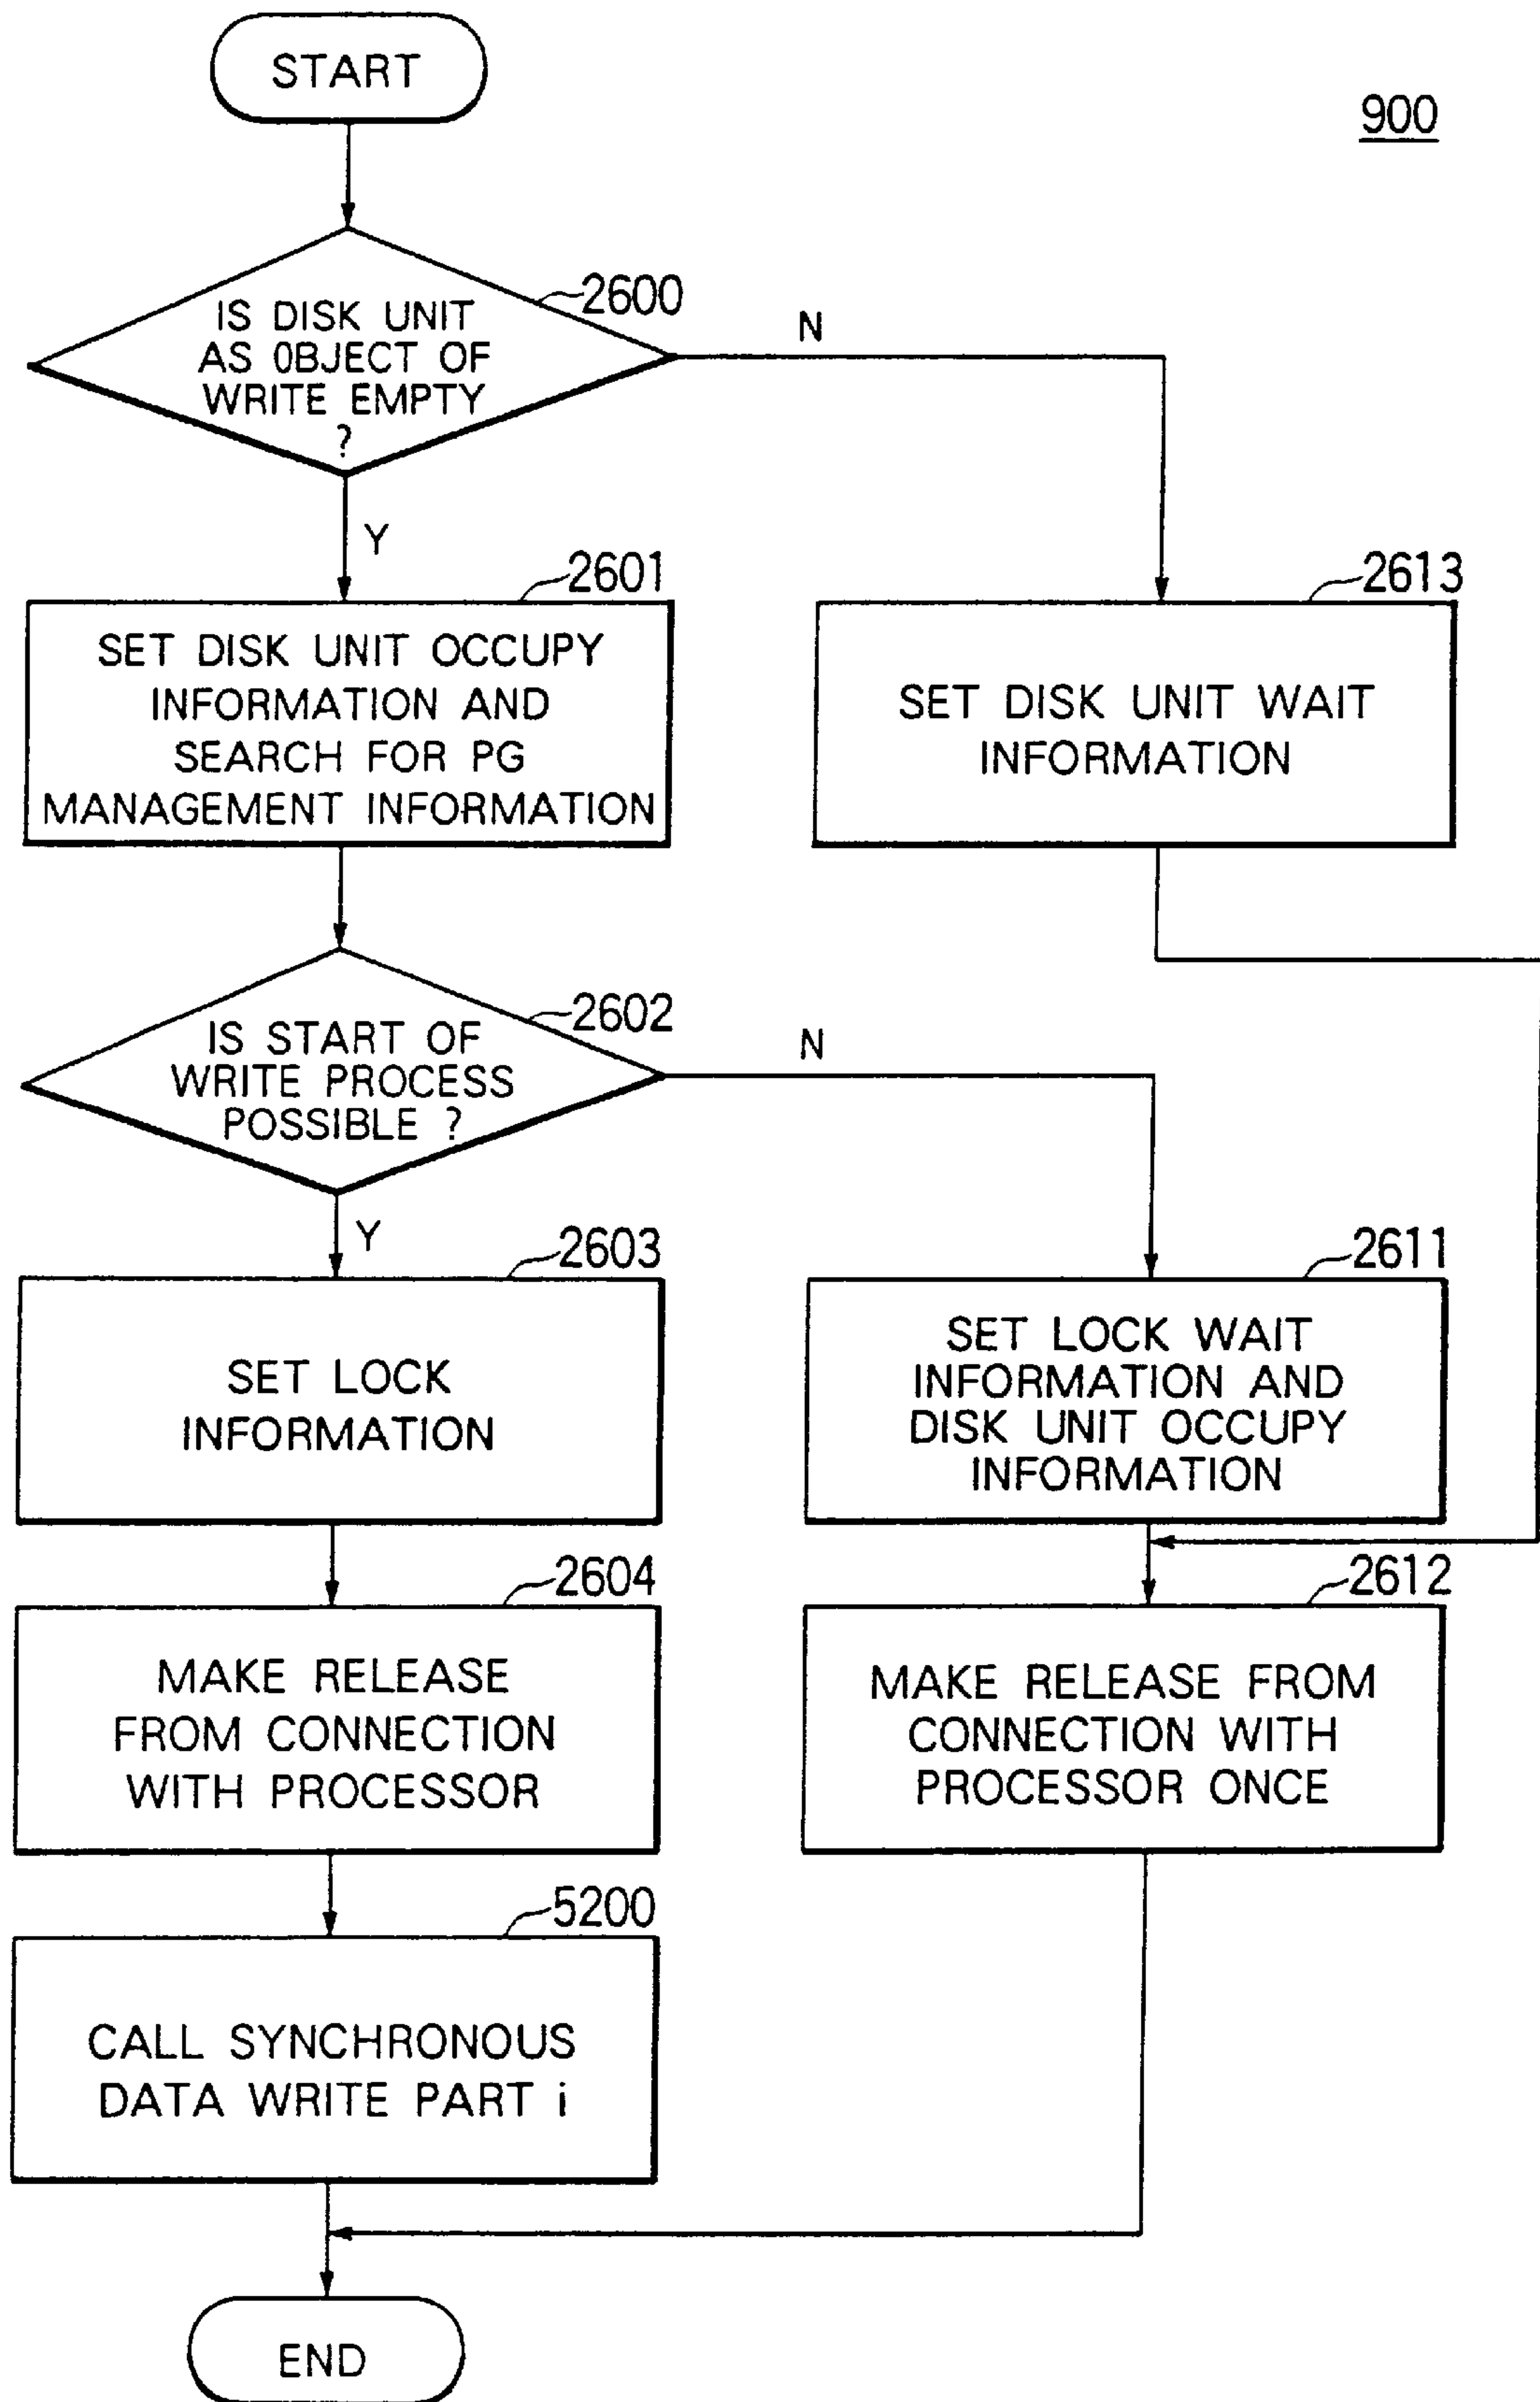 START
900
2600
IS DISK UNIT
AS OBJECT OF
WRITE EMPTY
?
N
Y
2601
SET DISK UNIT OCCUPY
INFORMATION AND
SEARCH FOR PG
MANAGEMENT INFORMATION
2613
SET DISK UNIT WAIT
INFORMATION
2602
IS START OF
WRITE PROCESS
POSSIBLE ?
N
Y
2603
SET LOCK
INFORMATION
2611
SET LOCK WAIT
INFORMATION AND
DISK UNIT OCCUPY
INFORMATION
2604
MAKE RELEASE
FROM CONNECTION
WITH PROCESSOR
2612
MAKE RELEASE FROM
CONNECTION WITH
PROCESSOR ONCE
5200
CALL SYNCHRONOUS
DATA WRITE PART i
END